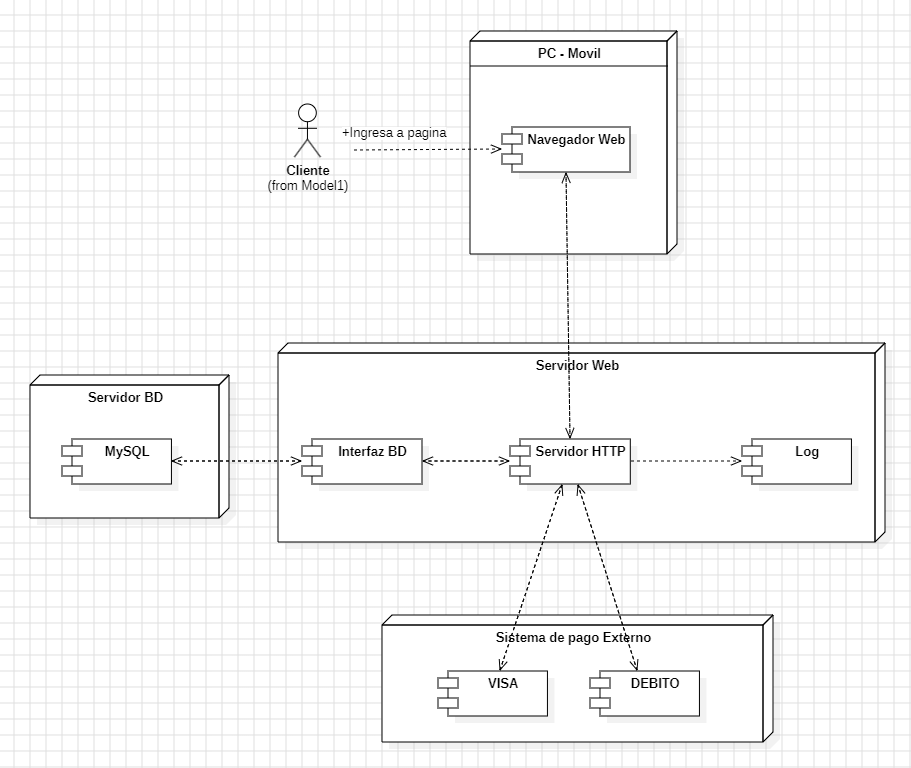 PC - Movil
+Ingresa a pagina
Navegador Web
Cliente
(from Model1)
Servidor Web
Servidor BD
MySQL
Interfaz BD
Servidor HTTP
Log
Sistema de pago Externo
VISA
DEBITO